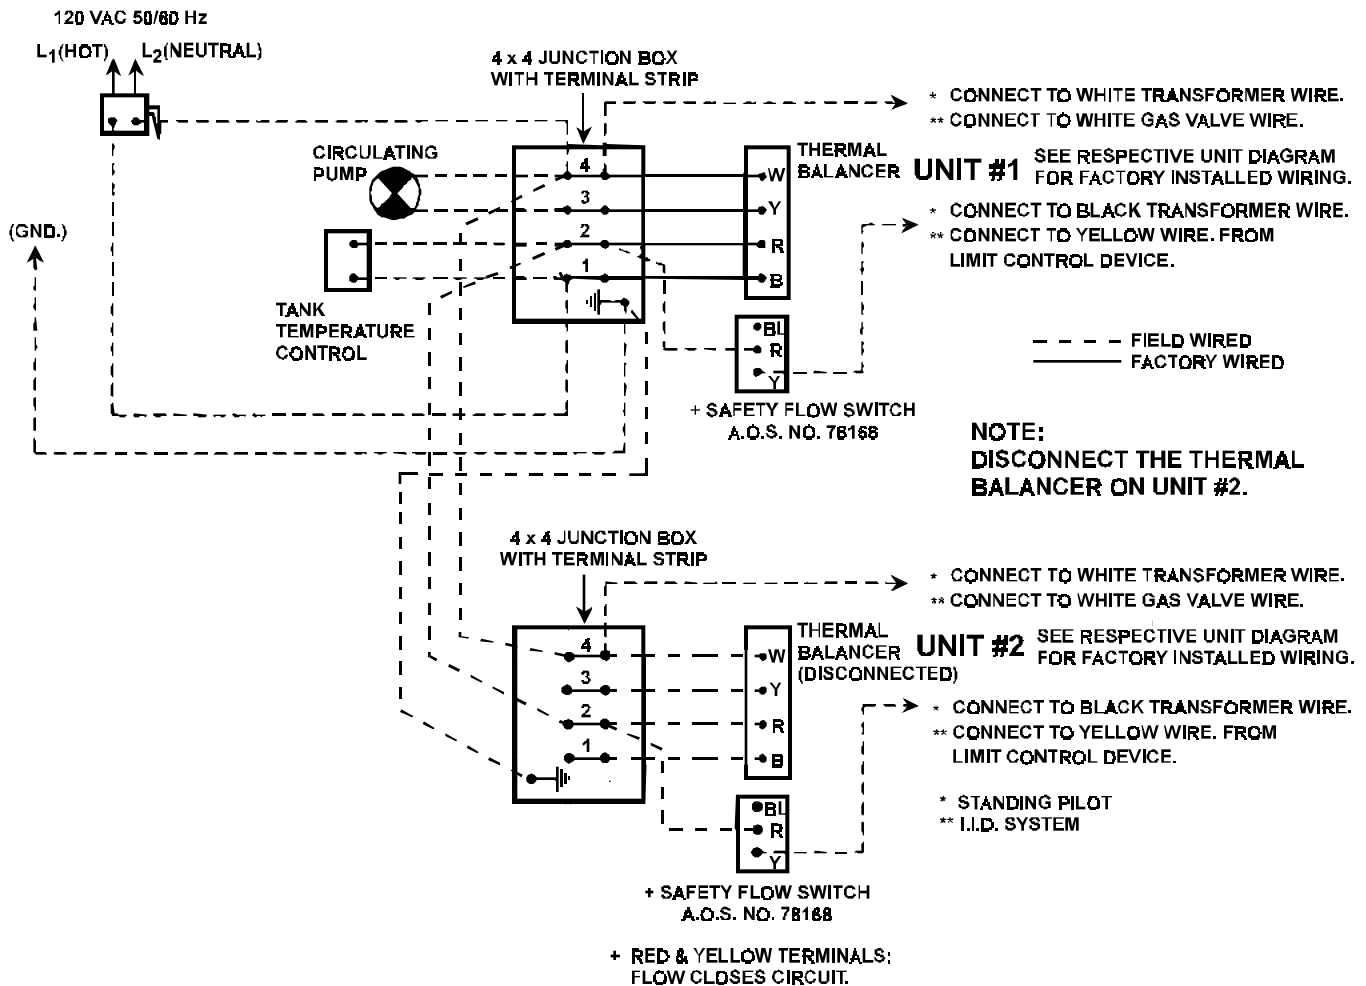 120 VAC 50/60 Hz
L1(HOT) L2(NEUTRAL)
4 x 4 JUNCTION BOX
WITH TERMINAL STRIP
* CONNECT TO WHITE TRANSFORMER WIRE.
** CONNECT TO WHITE GAS VALVE WIRE.
CIRCULATING
PUMP
THERMAL
BALANCER
UNIT #1
SEE RESPECTIVE UNIT DIAGRAM
FOR FACTORY INSTALLED WIRING.
4
3
2
1
W
Y
R
B
(GND.)
* CONNECT TO BLACK TRANSFORMER WIRE.
** CONNECT TO YELLOW WIRE. FROM
LIMIT CONTROL DEVICE.
TANK
TEMPERATURE
CONTROL
BL
R
Y
FIELD WIRED
FACTORY WIRED
+ SAFETY FLOW SWITCH
A.O.S. NO. 78168
NOTE:
DISCONNECT THE THERMAL
BALANCER ON UNIT #2.
4 x 4 JUNCTION BOX
WITH TERMINAL STRIP
* CONNECT TO WHITE TRANSFORMER WIRE.
** CONNECT TO WHITE GAS VALVE WIRE.
THERMAL
BALANCER
(DISCONNECTED)
UNIT #2
SEE RESPECTIVE UNIT DIAGRAM
FOR FACTORY INSTALLED WIRING.
4
3
2
1
W
Y
R
B
* CONNECT TO BLACK TRANSFORMER WIRE.
** CONNECT TO YELLOW WIRE. FROM
LIMIT CONTROL DEVICE.
BL
R
Y
* STANDING PILOT
** I.I.D. SYSTEM
+ SAFETY FLOW SWITCH
A.O.S. NO. 78168
+ RED & YELLOW TERMINALS:
FLOW CLOSES CIRCUIT.